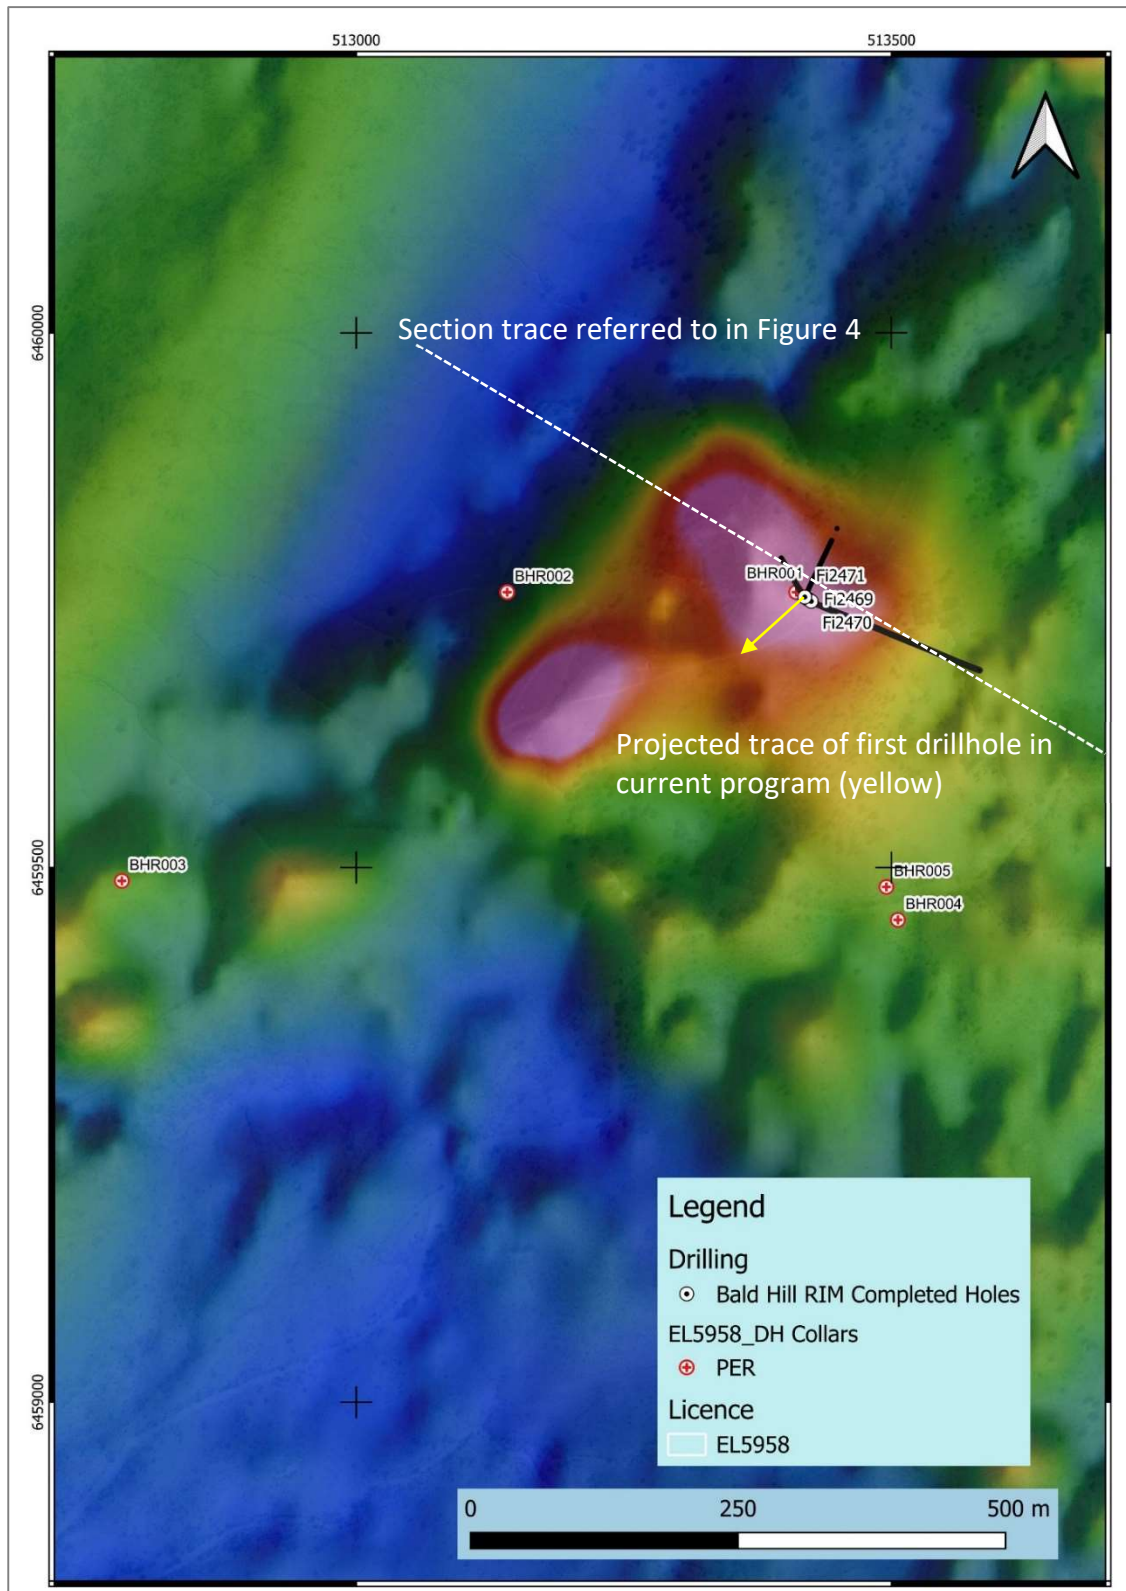 513000
513500
6460000
Section trace referred to in Figure 4
BHR002
BHR001
Fi2471
Fi2469
Fi2470
Projected trace of first drillhole in
current program (yellow)
6459500
BHR003
BHR005
BHR004
6459000
Legend
Drilling
Bald Hill RIM Completed Holes
EL5958_DH Collars
PER
Licence
EL5958
0 250 500 m